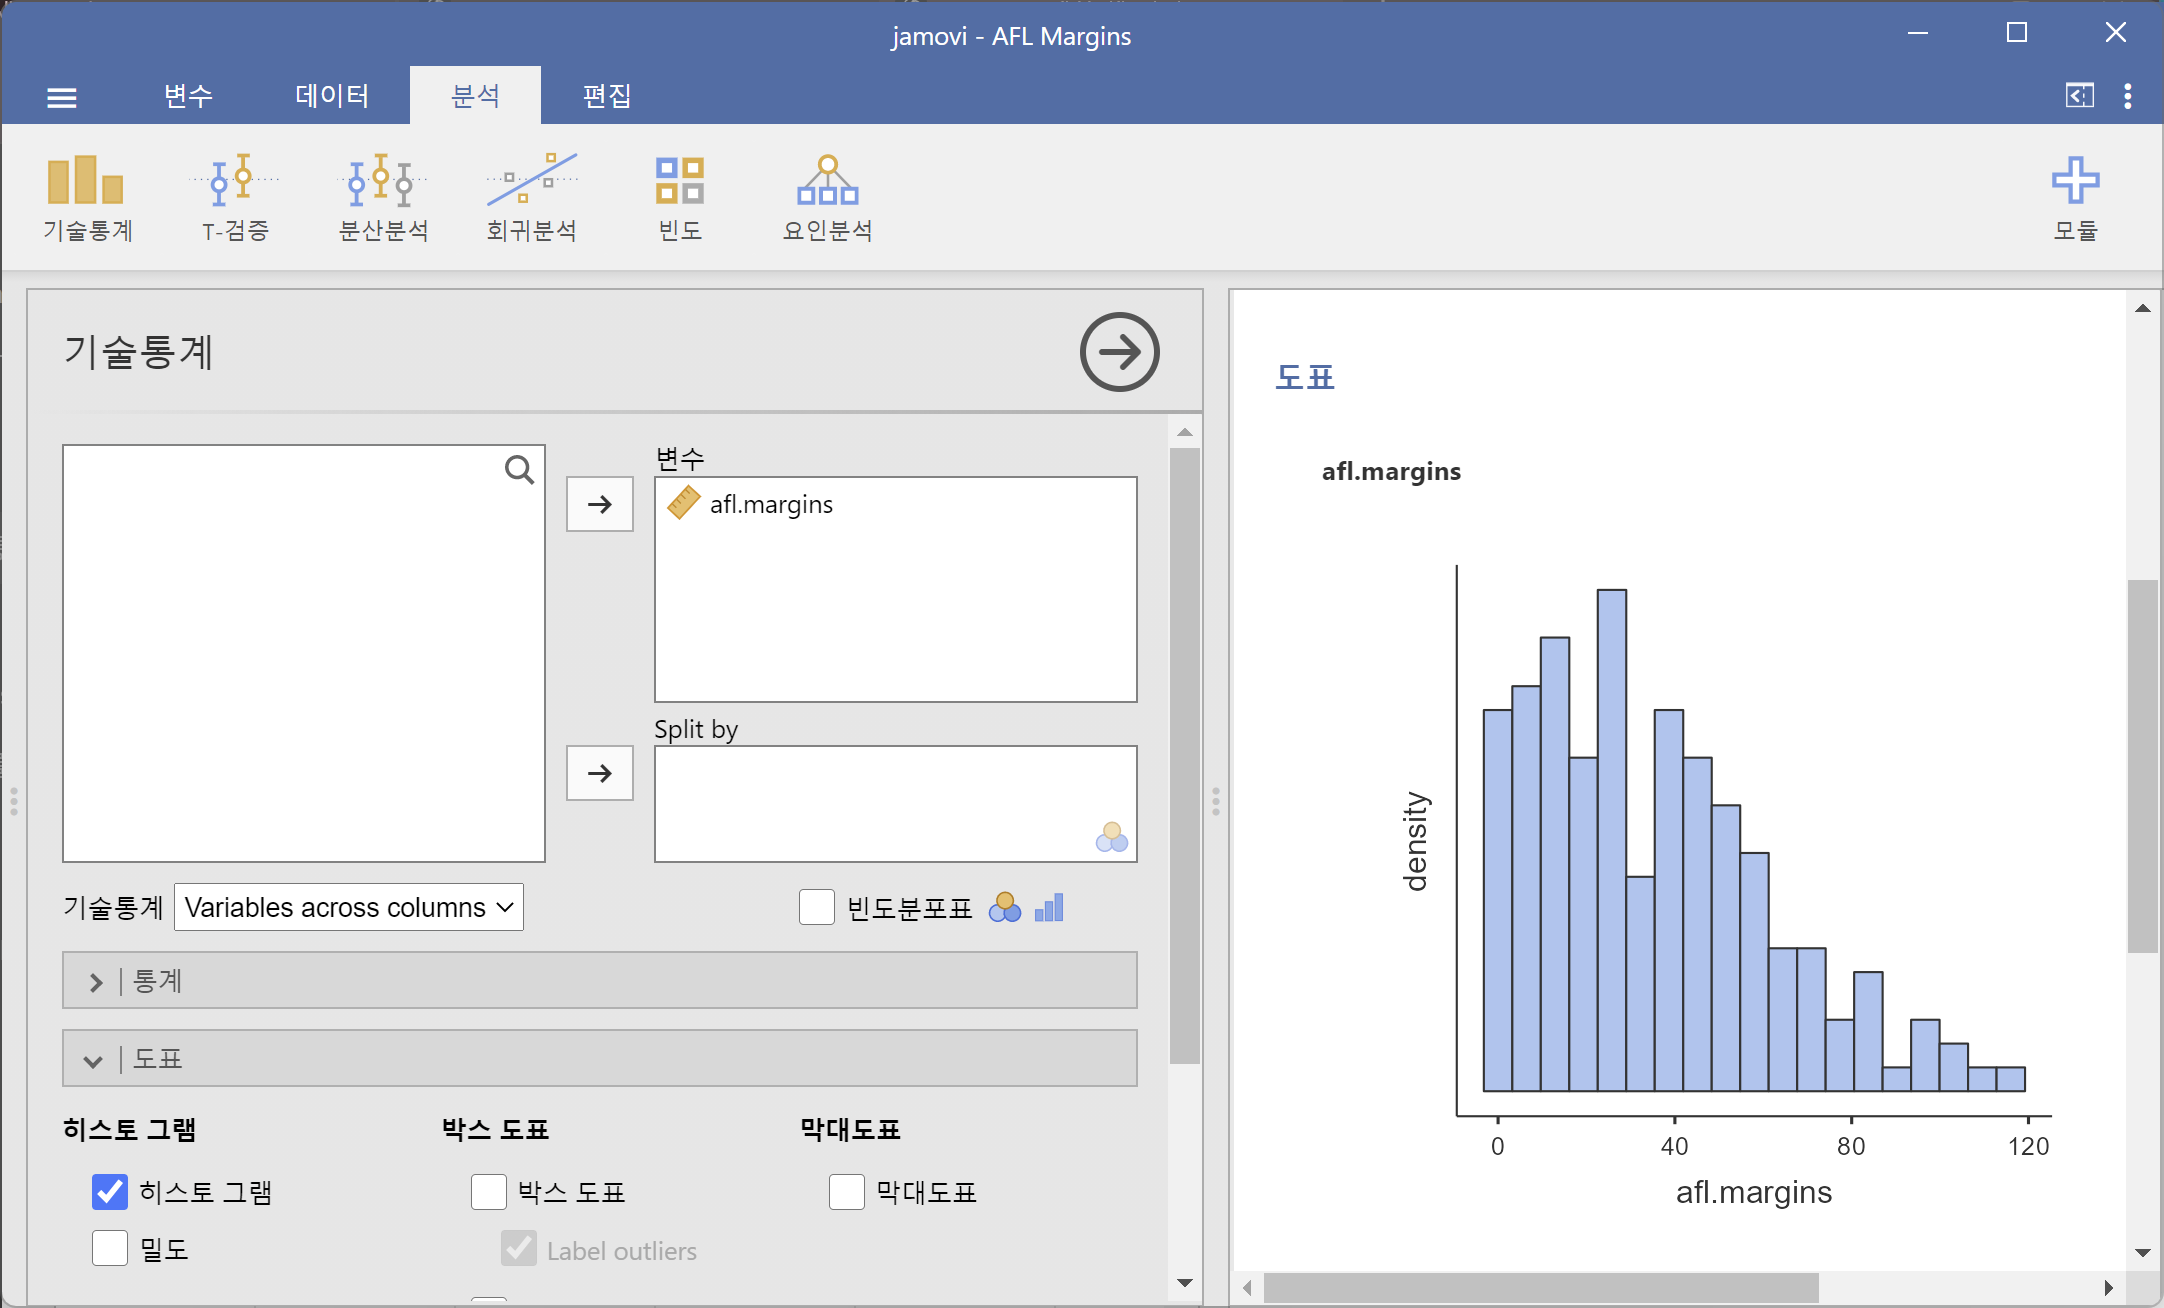 jamovi - AFL Margins
변수
데이터
분석
편집
기술통계
T-검증
분산분석
회귀분석
빈도
요인분석
모듈
기술통계
변수
afl.margins
Split by
기술통계
Variables across columns
빈도분포표
통계
도표
히스토 그램
박스 도표
막대도표
히스토 그램
박스 도표
막대도표
밀도
Label outliers
도표
afl.margins
density
0 40 80 120
afl.margins